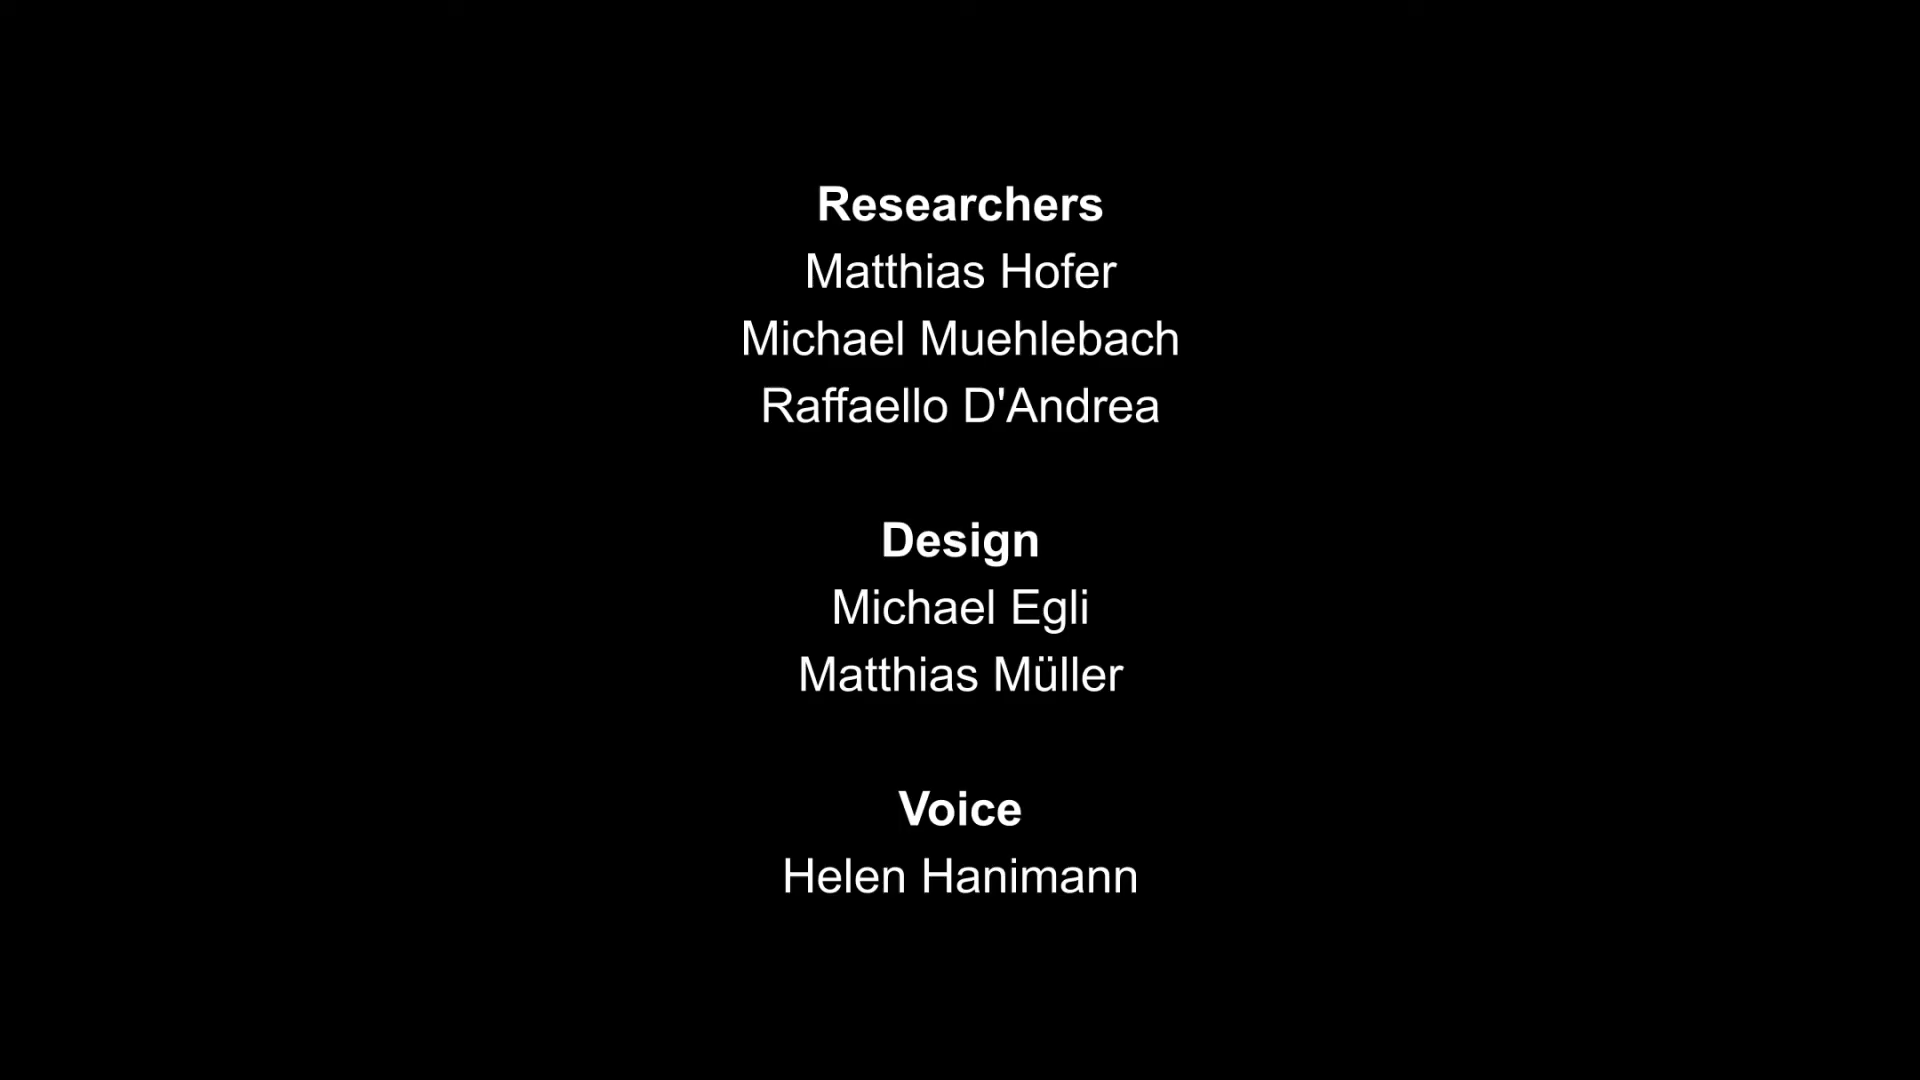 Researchers
Matthias Hofer
Michael Muehlebach
Raffaello D'Andrea
Design
Michael Egli
Matthias Müller
Voice
Helen Hanimann